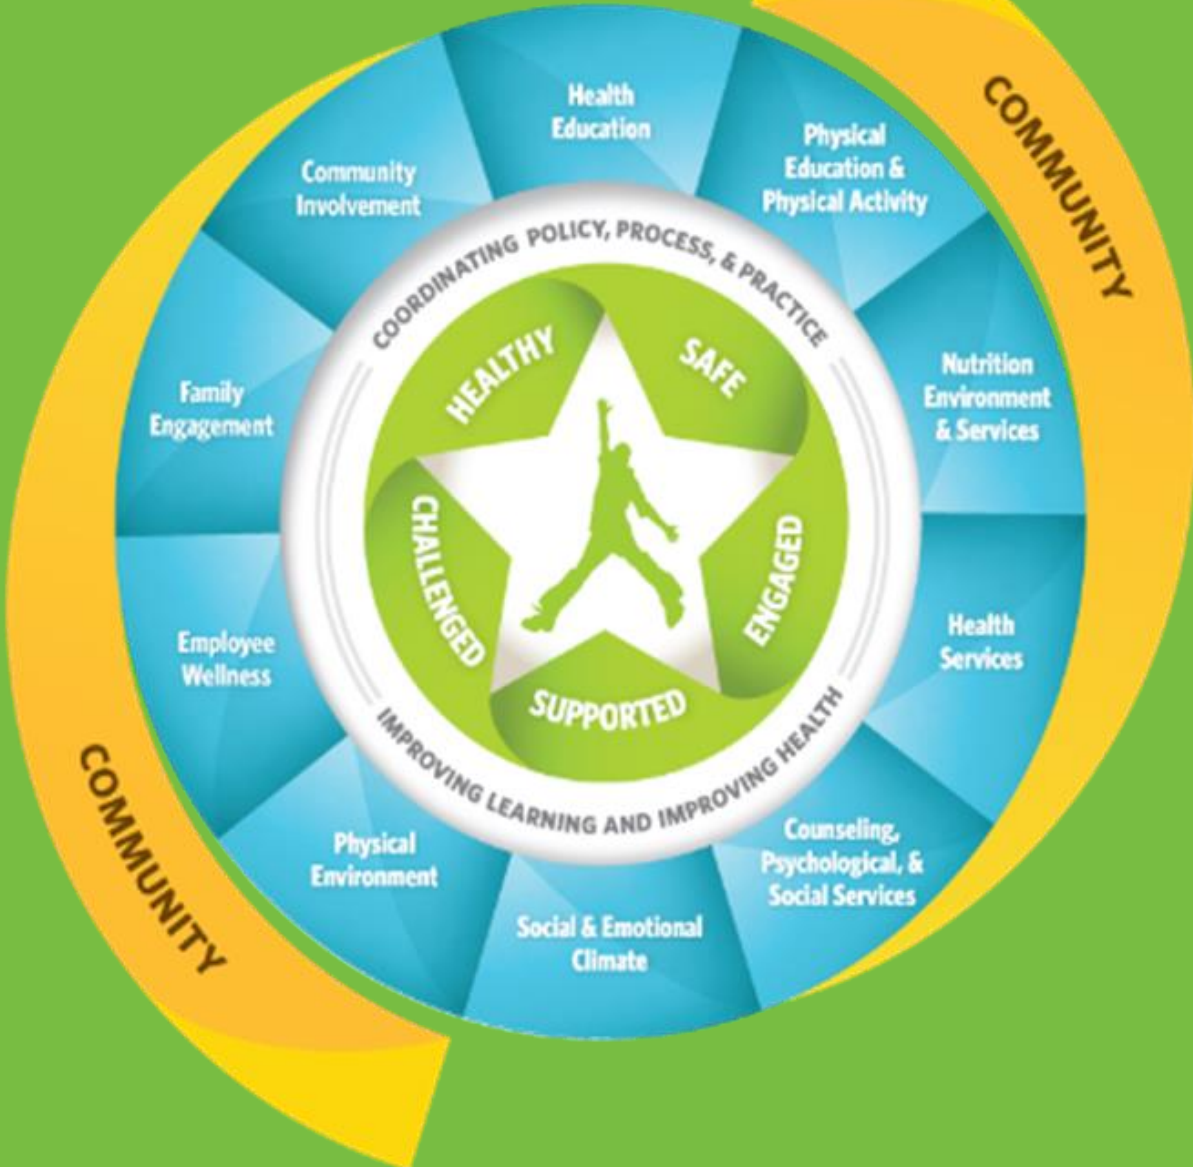 COMMUNITY
Health
Education
Physical
Education &
Physical Activity
Nutrition
Environment
& Services
Health
Services
Counseling,
Psychological, &
Social Services
Social & Emotional
Climate
Physical
Environment
Employee
Wellness
Family
Engagement
Community
Involvement
COORDINATING POLICY, PROCESS, & PRACTICE
IMPROVING LEARNING AND IMPROVING HEALTH
HEALTHY
SAFE
ENGAGED
SUPPORTED
CHALLENGED
COMMUNITY